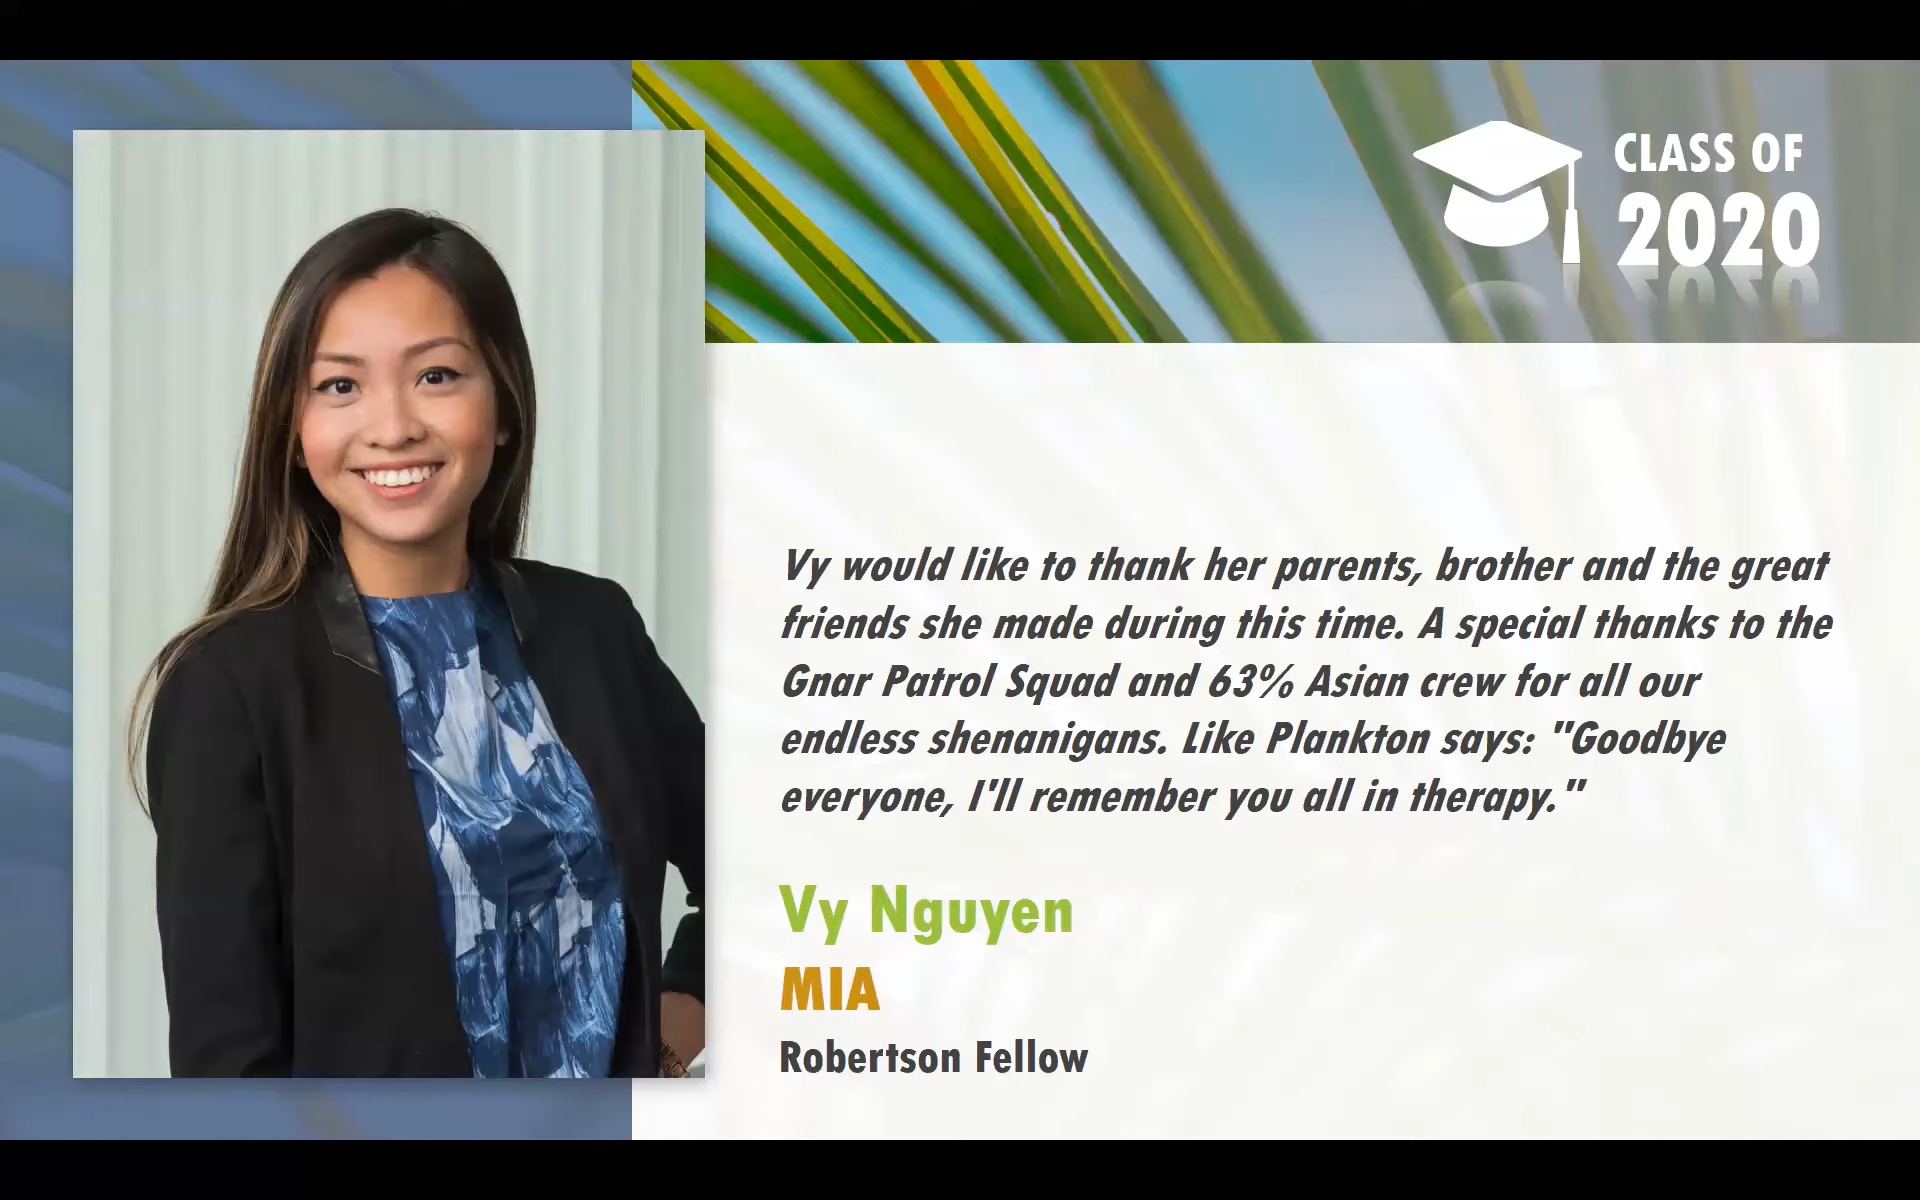 CLASS OF
2020
Vy would like to thank her parents, brother and the great
friends she made during this time. A special thanks to the
Gnar Patrol Squad and 63% Asian crew for all our
endless shenanigans. Like Plankton says: "Goodbye
everyone, I'll remember you all in therapy."
Vy Nguyen
MIA
Robertson Fellow